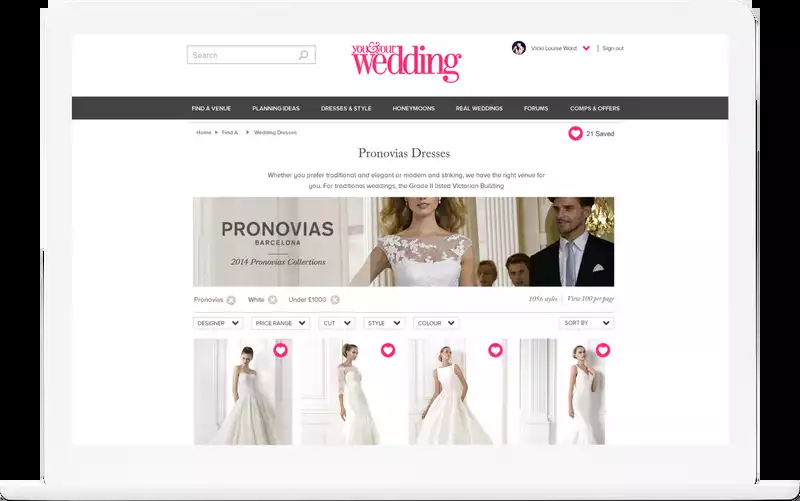 Search
you&your
wedding
Vicki Louise Ward | Sign out
FIND A VENUE PLANNING IDEAS DRESSES & STYLE HONEYMOONS REAL WEDDINGS FORUMS COMPS & OFFERS
Home Find A. Wedding Dresses
21 Saved
Pronovias Dresses
Whether you prefer traditional and elegant or modern and striking, we have the right venue for
you. For traditional weddings, the Grade II listed Victorian Building
PRONOVIAS
BARCELONA
2014 Pronovias Collections
Pronovias White Under £1000
1056 styles | View 100 per page
DESIGNER PRICE RANGE CUT STYLE COLOUR SORT BY